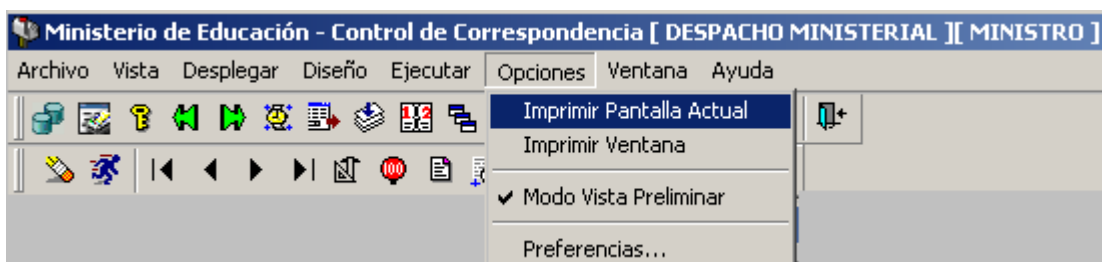 Ministerio de Educación - Control de Correspondencia [ DESPACHO MINISTERIAL ][ MINISTRO ]
Archivo Vista Desplegar Diseño Ejecutar Opciones Ventana Ayuda
Imprimir Pantalla Actual
Imprimir Ventana
Modo Vista Preliminar
Preferencias...